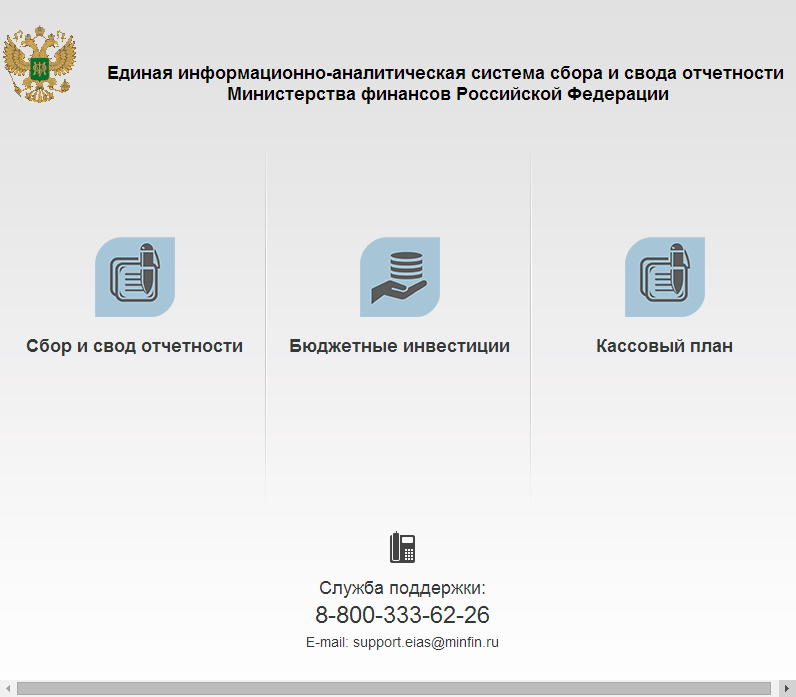 Единая информационно-аналитическая система сбора и свода отчетности
Министерства финансов Российской Федерации
Сбор и свод отчетности
Бюджетные инвестиции
Кассовый план
Служба поддержки:
8-800-333-62-26
E-mail: support.eias@minfin.ru